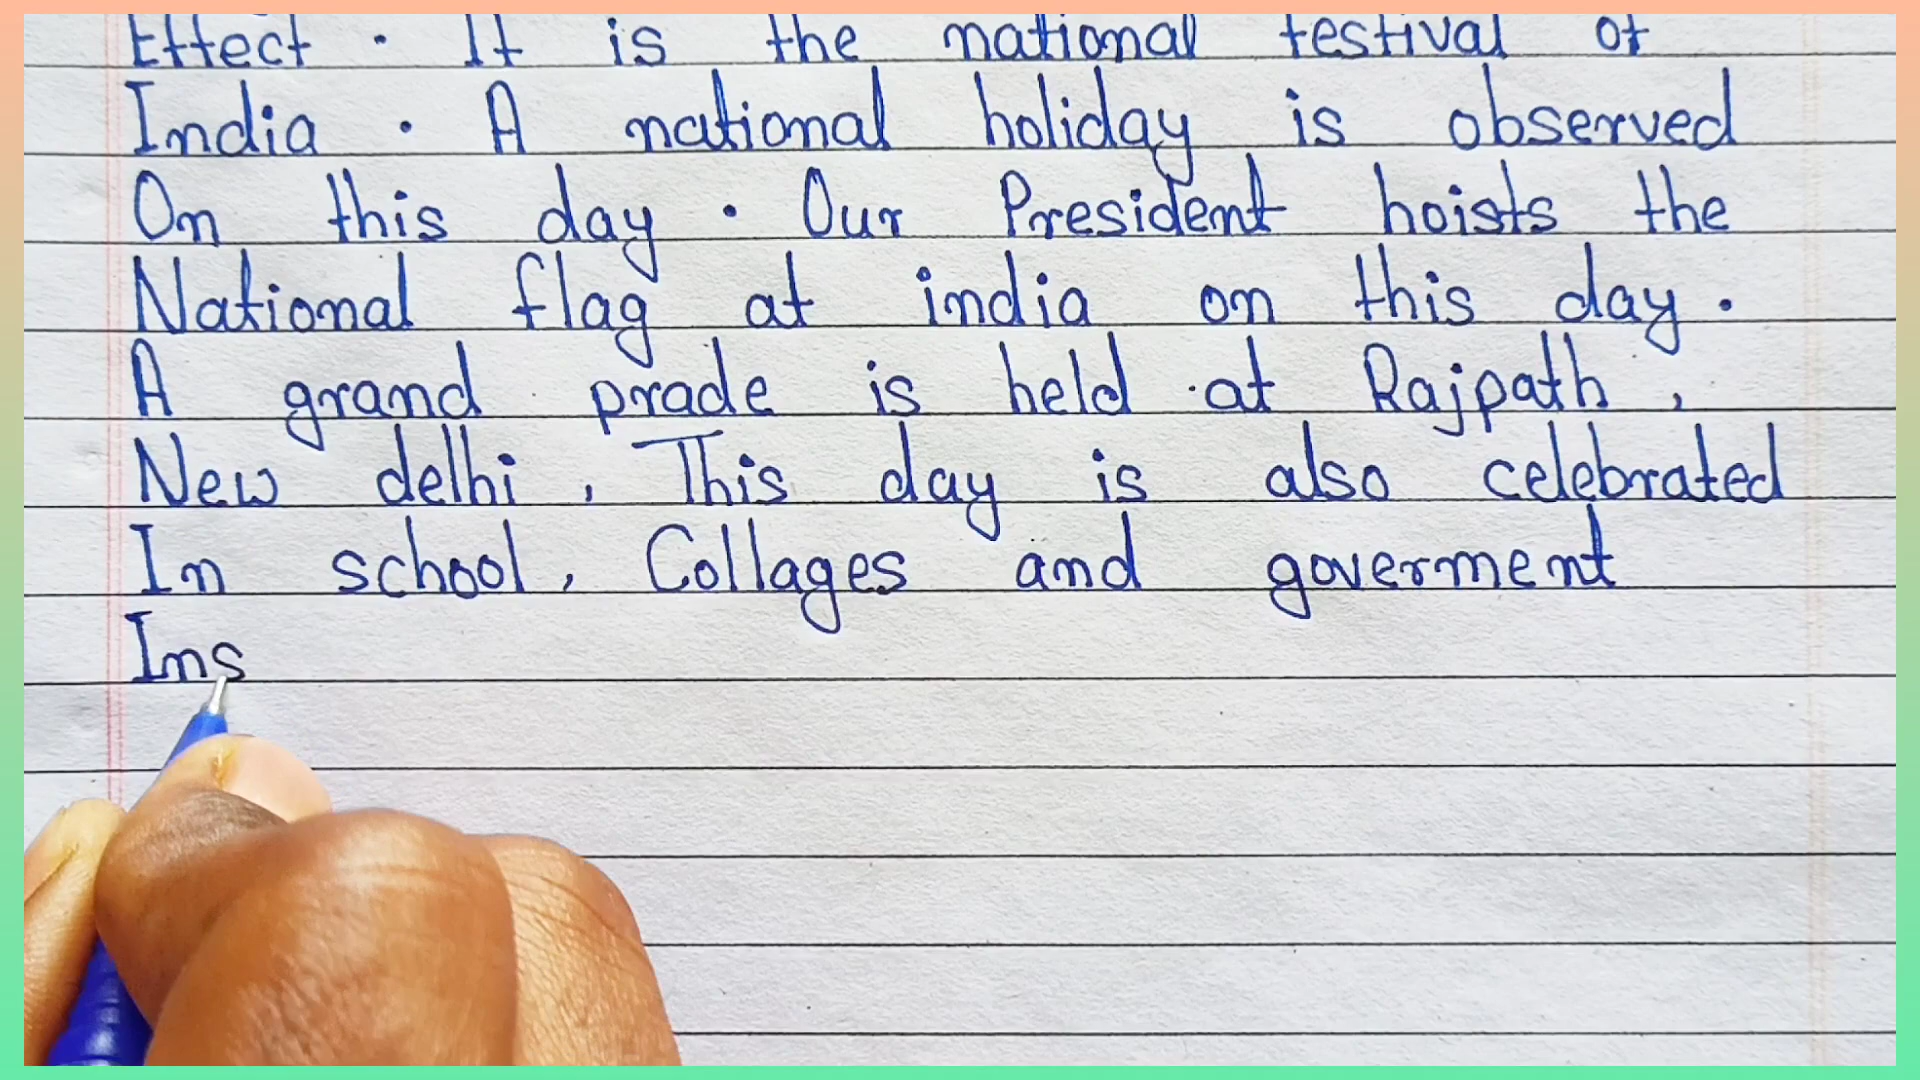 Effect. It is the national festival of
India. A national holiday is observed
On this day. Our President hoists the
National flag at india on this day.
A grand prade is held at Rajpath,
New delhi, This day is also celebrated
In school, Collages and goverment
Ins